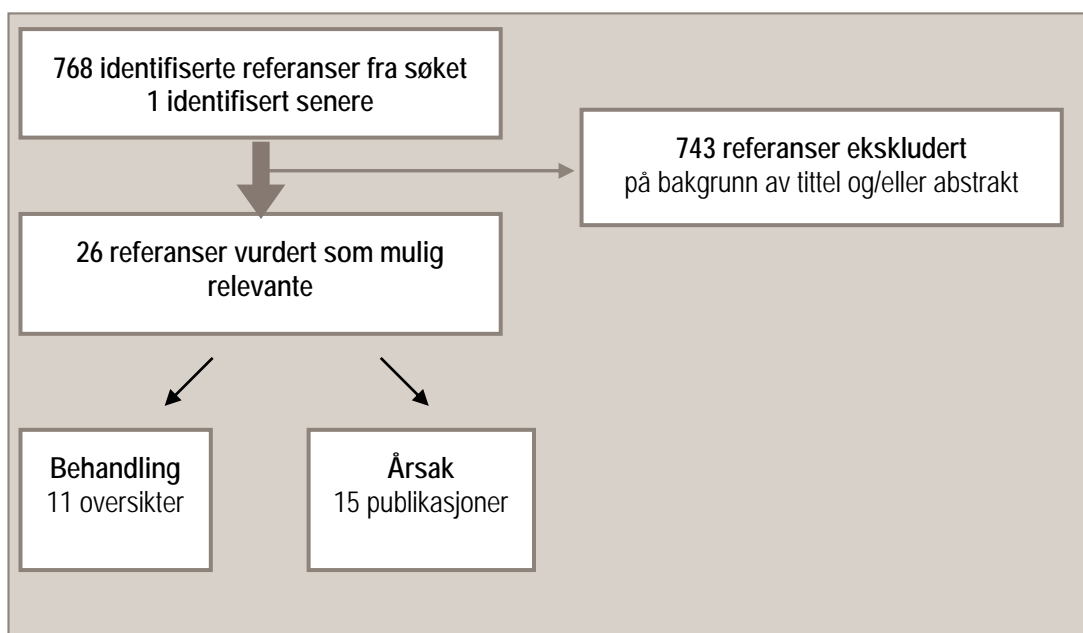 768 identifiserte referanser fra søket
1 identifisert senere
743 referanser ekskludert
på bakgrunn av tittel og/eller abstrakt
26 referanser vurdert som mulig
relevante
Behandling
11 oversikter
Årsak
15 publikasjoner